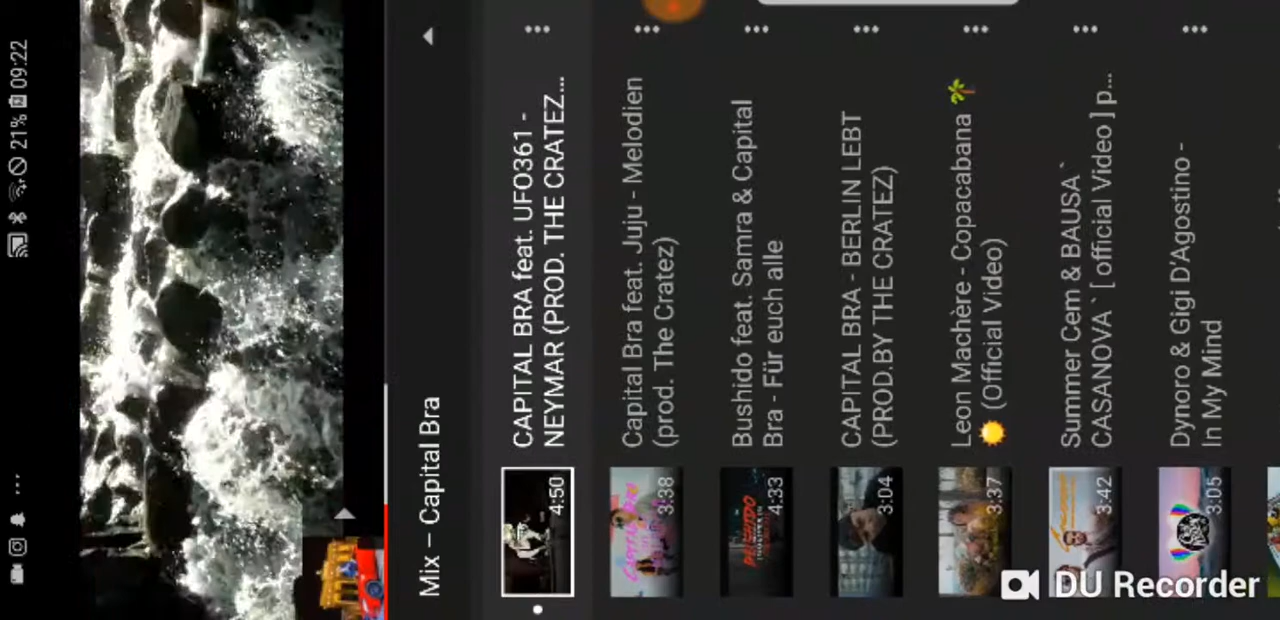 21% 09:22
Mix – Capital Bra
CAPITAL BRA feat. UFO361 -
NEYMAR (PROD. THE CRATEZ...
4:50
Capital Bra feat. Juju - Melodien
(prod. The Cratez)
3:38
Bushido feat. Samra & Capital
Bra - Für euch alle
4:33
CAPITAL BRA - BERLIN LEBT
(PROD.BY THE CRATEZ)
3:04
Leon Machère - Copacabana 🌴
☀️ (Official Video)
3:37
Summer Cem & BAUSA`
CASANOVA ` [ official Video ] p...
3:42
Dynoro & Gigi D'Agostino -
In My Mind
3:05
DU Recorder